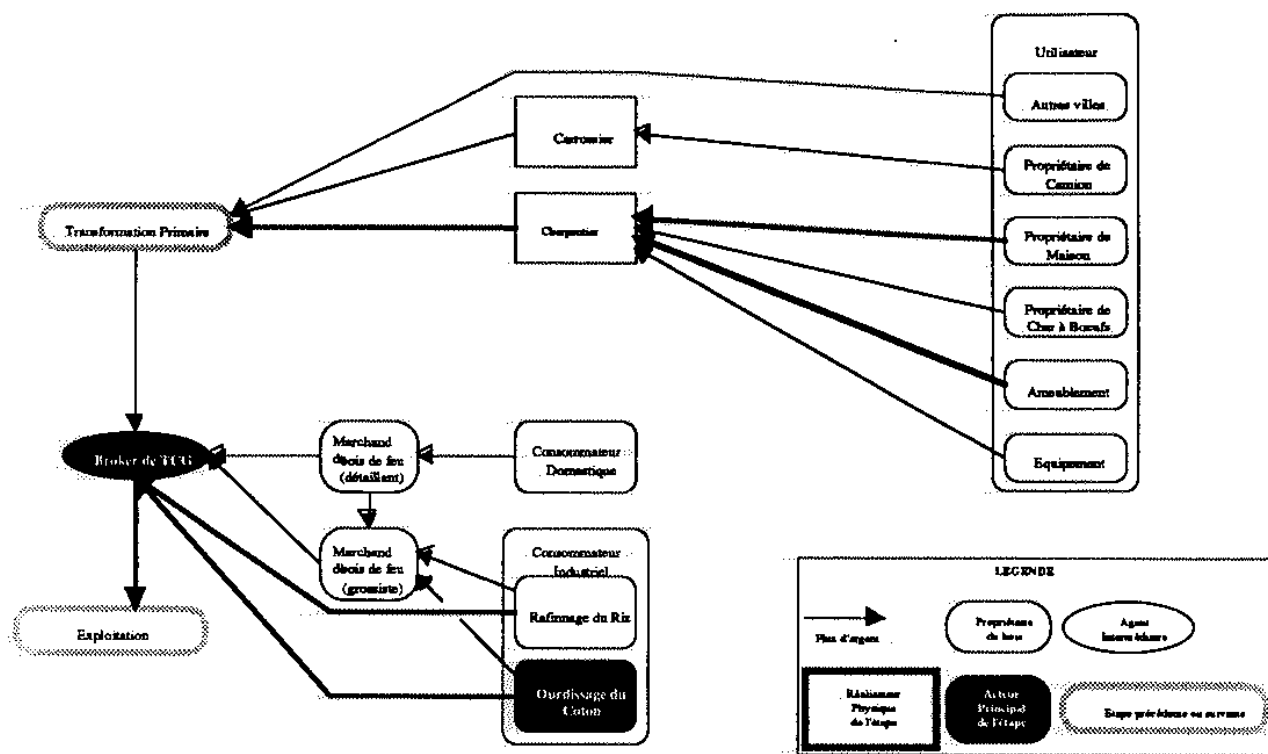 Utilisateur
Autres villes
Carrossier
Propriétaire de
Camion
Transformation Primaire
Charpentier
Propriétaire de
Maison
Propriétaire de
Char à Boeufs
Ameublement
Equipement
Broker de TCG
Marchand
dbois de feu
(détaillant)
Consommateur
Domestique
Marchand
dbois de feu
(grossiste)
Consommateur
Industriel
Rafinnage du Riz
Exploitation
Ourdissage du
Coton
LEGENDE
Flux d'argent
Propriétaire
du bois
Agent
Intermédiaire
Réalisateur
Physique
de l'étape
Acteur
Principal
de l'étape
Etape précédente ou suivante